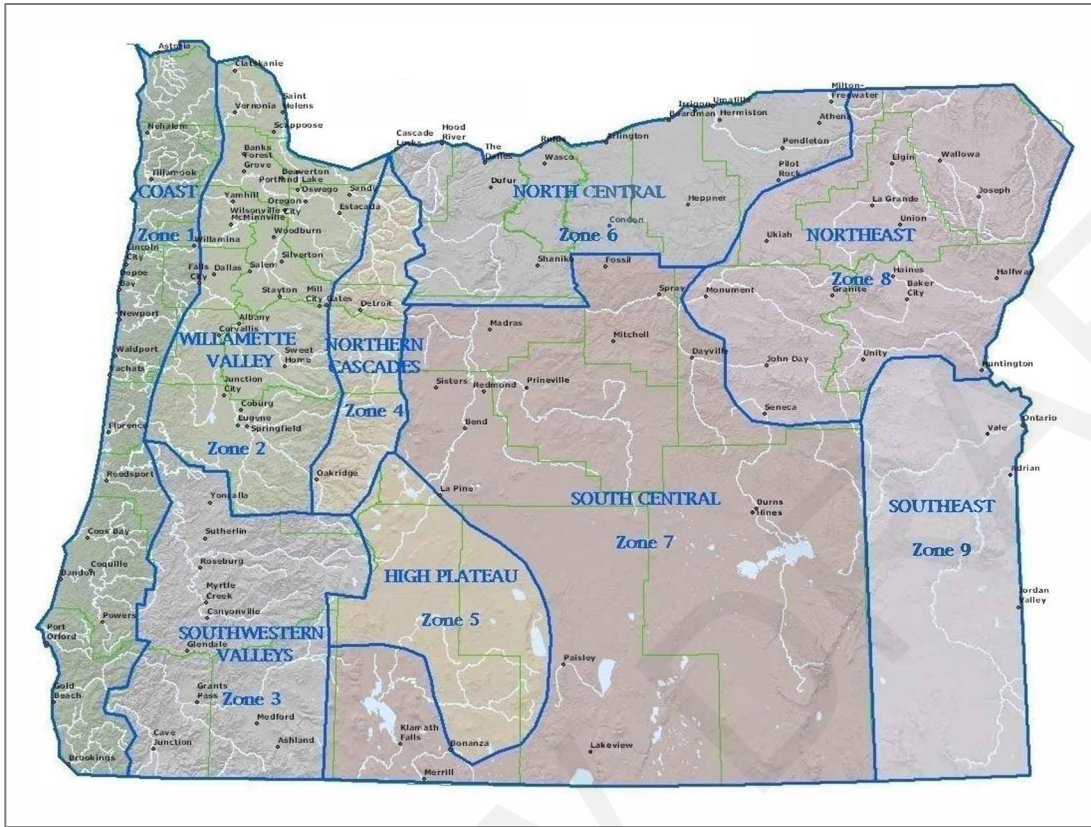 Astoria
Clatskanie
Vernonia
Saint
Helens
Scappoose
Nehalem
Banks
Forest
Grove
Beaverton
Portland
Lake
Oswego
Sandy
Tillamook
COAST
Zone 1
Yamhill
Oregon
City
Estacada
Wilsonville
McMinnville
Willamina
Woodburn
Lincoln
City
Depoe
Bay
Falls
City
Dallas
Salem
Silverton
Stayton
Mill
City
Gates
Detroit
Newport
Albany
Corvallis
WILLAMETTE
VALLEY
Zone 2
Sweet
Home
NORTHERN
CASCADES
Zone 4
Waldport
Yachats
Junction
City
Coburg
Eugene
Springfield
Florence
Oakridge
Reedsport
Yoncalla
Sutherlin
Coos Bay
Coquille
Bandon
Roseburg
Myrtle
Creek
Canyonville
Powers
Port
Orford
SOUTHWESTERN
VALLEYS
Zone 3
Glendale
Gold
Beach
Grants
Pass
Medford
Cave
Junction
Ashland
Brookings
Cascade
Locks
Hood
River
The
Dalles
Dufur
Rufus
Wasco
Arlington
Boardman
Irrigon
Umatilla
Hermiston
Milton-
Freewater
Athena
Pendleton
Pilot
Rock
NORTH CENTRAL
Zone 6
Condon
Heppner
Shaniko
Fossil
Elgin
Wallowa
Joseph
La Grande
Union
NORTHEAST
Zone 8
Ukiah
Haines
Baker
City
Halfway
Granite
Monument
Spray
Unity
John Day
Huntington
Seneca
Dayville
Mitchell
Madras
Sisters
Redmond
Prineville
Bend
La Pine
SOUTH CENTRAL
Zone 7
Burns
Hines
HIGH PLATEAU
Zone 5
Paisley
Klamath
Falls
Bonanza
Merrill
Lakeview
Ontario
Vale
Adrian
SOUTHEAST
Zone 9
Jordan
Valley